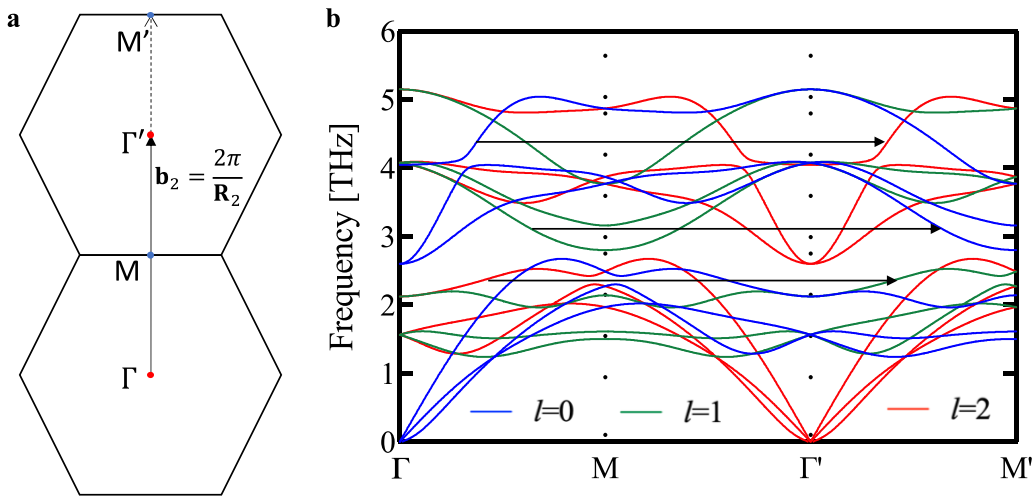 a
M′
Γ′
b₂ = 2π / R₂
M
Γ
b
Frequency [THz]
6
5
4
3
2
1
0
l=0
l=1
l=2
Γ
M
Γ'
M'